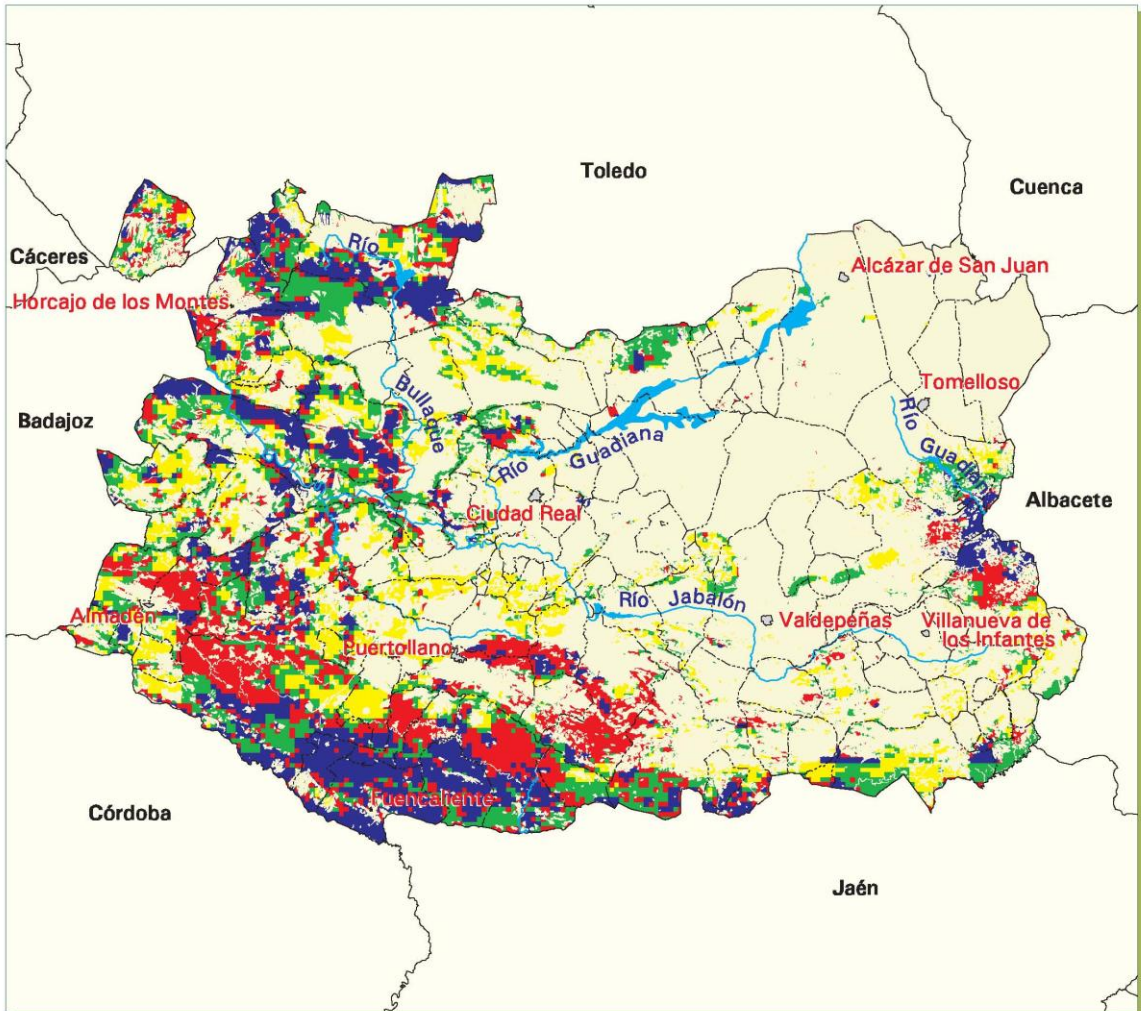 Toledo
Cuenca
Río
Cáceres
Alcázar de San Juan
Horcajo de los Montes
Tomelloso
Badajoz
Bullaque
Río
Guadiana
Río
Guadiana
Albacete
Ciudad Real
Almadén
Río Jabalón
Valdepeñas
Villanueva de
los Infantes
Puertollano
Fuencaliente
Córdoba
Jaén